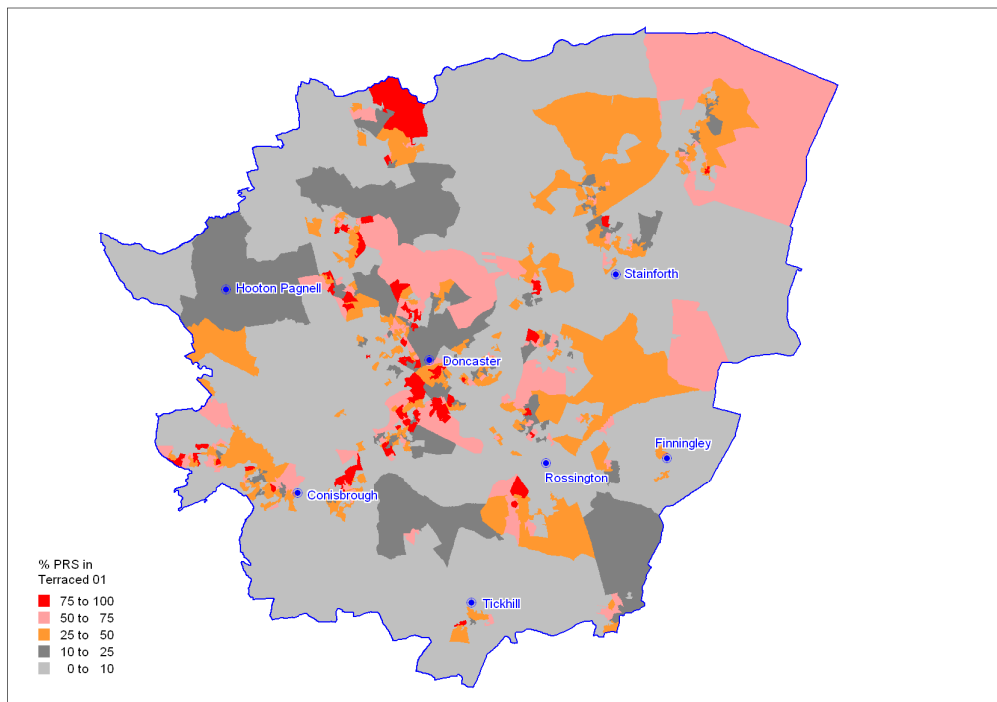 Hooton Pagnell
Stainforth
Doncaster
Finningley
Rossington
Conisbrough
Tickhill
% PRS in
Terraced 01
75 to 100
50 to 75
25 to 50
10 to 25
0 to 10